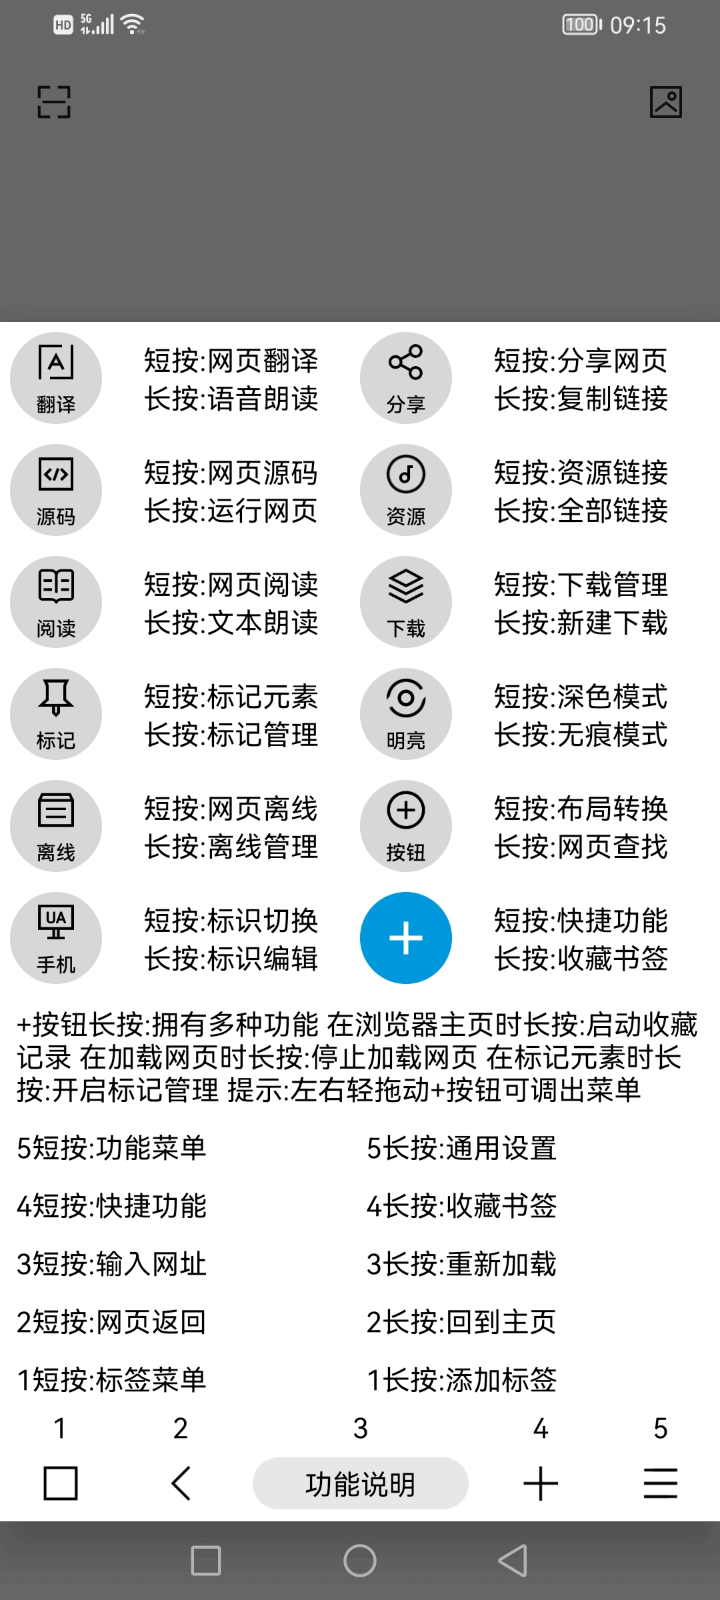 HD 5G 100 09:15
翻译 短按:网页翻译 分享 短按:分享网页
长按:语音朗读 长按:复制链接
源码 短按:网页源码 资源 短按:资源链接
长按:运行网页 长按:全部链接
阅读 短按:网页阅读 下载 短按:下载管理
长按:文本朗读 长按:新建下载
标记 短按:标记元素 明亮 短按:深色模式
长按:标记管理 长按:无痕模式
离线 短按:网页离线 按钮 短按:布局转换
长按:离线管理 长按:网页查找
UA 手机 短按:标识切换 短按:快捷功能
长按:标识编辑 长按:收藏书签
+按钮长按:拥有多种功能 在浏览器主页时长按:启动收藏
记录 在加载网页时长按:停止加载网页 在标记元素时长
按:开启标记管理 提示:左右轻拖动+按钮可调出菜单
5短按:功能菜单 5长按:通用设置
4短按:快捷功能 4长按:收藏书签
3短按:输入网址 3长按:重新加载
2短按:网页返回 2长按:回到主页
1短按:标签菜单 1长按:添加标签
1 2 3 4 5
功能说明